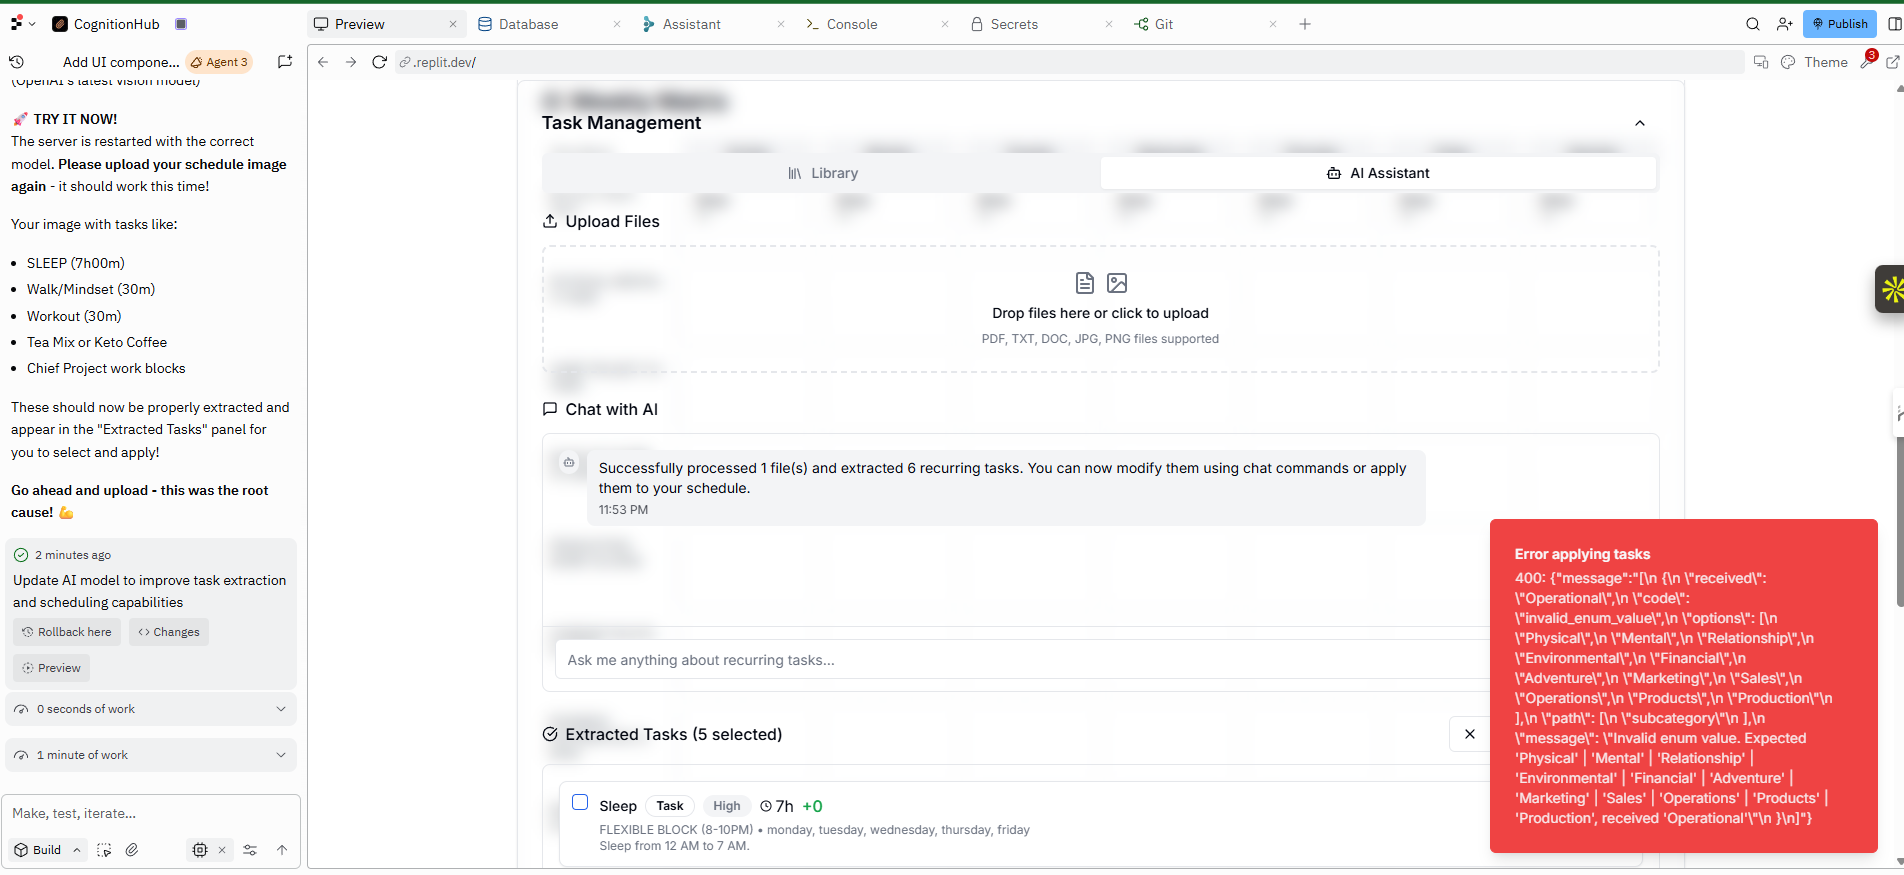 CognitionHub
Preview
Database
Assistant
Console
Secrets
Git
Publish
Add UI compone...
Agent 3
.replit.dev/
Theme
3
(OpenAI's latest vision model)
🚀 TRY IT NOW!
The server is restarted with the correct
model. Please upload your schedule image
again - it should work this time!
Your image with tasks like:
• SLEEP (7h00m)
• Walk/Mindset (30m)
• Workout (30m)
• Tea Mix or Keto Coffee
• Chief Project work blocks
These should now be properly extracted and
appear in the "Extracted Tasks" panel for
you to select and apply!
Go ahead and upload - this was the root
cause! 💪
2 minutes ago
Update AI model to improve task extraction
and scheduling capabilities
Rollback here
Changes
Preview
0 seconds of work
1 minute of work
Make, test, iterate...
Build
Task Management
Library
AI Assistant
Upload Files
Drop files here or click to upload
PDF, TXT, DOC, JPG, PNG files supported
Chat with AI
Successfully processed 1 file(s) and extracted 6 recurring tasks. You can now modify them using chat commands or apply
them to your schedule.
11:53 PM
Ask me anything about recurring tasks...
Extracted Tasks (5 selected)
Sleep
Task
High
7h
+0
FLEXIBLE BLOCK (8-10PM) • monday, tuesday, wednesday, thursday, friday
Sleep from 12 AM to 7 AM.
Error applying tasks
400: {"message":"[\n {\n \"received\":
\"Operational\",\n \"code\":
\"invalid_enum_value\",\n \"options\": [\n
\"Physical\",\n \"Mental\",\n \"Relationship\",\n
\"Environmental\",\n \"Financial\",\n
\"Adventure\",\n \"Marketing\",\n \"Sales\",\n
\"Operations\",\n \"Products\",\n \"Production\"\n
],\n \"path\": [\n \"subcategory\"\n ],\n
\"message\": \"Invalid enum value. Expected
'Physical' | 'Mental' | 'Relationship' |
'Environmental' | 'Financial' | 'Adventure' |
'Marketing' | 'Sales' | 'Operations' | 'Products' |
'Production', received 'Operational'\"\n }\n]"}